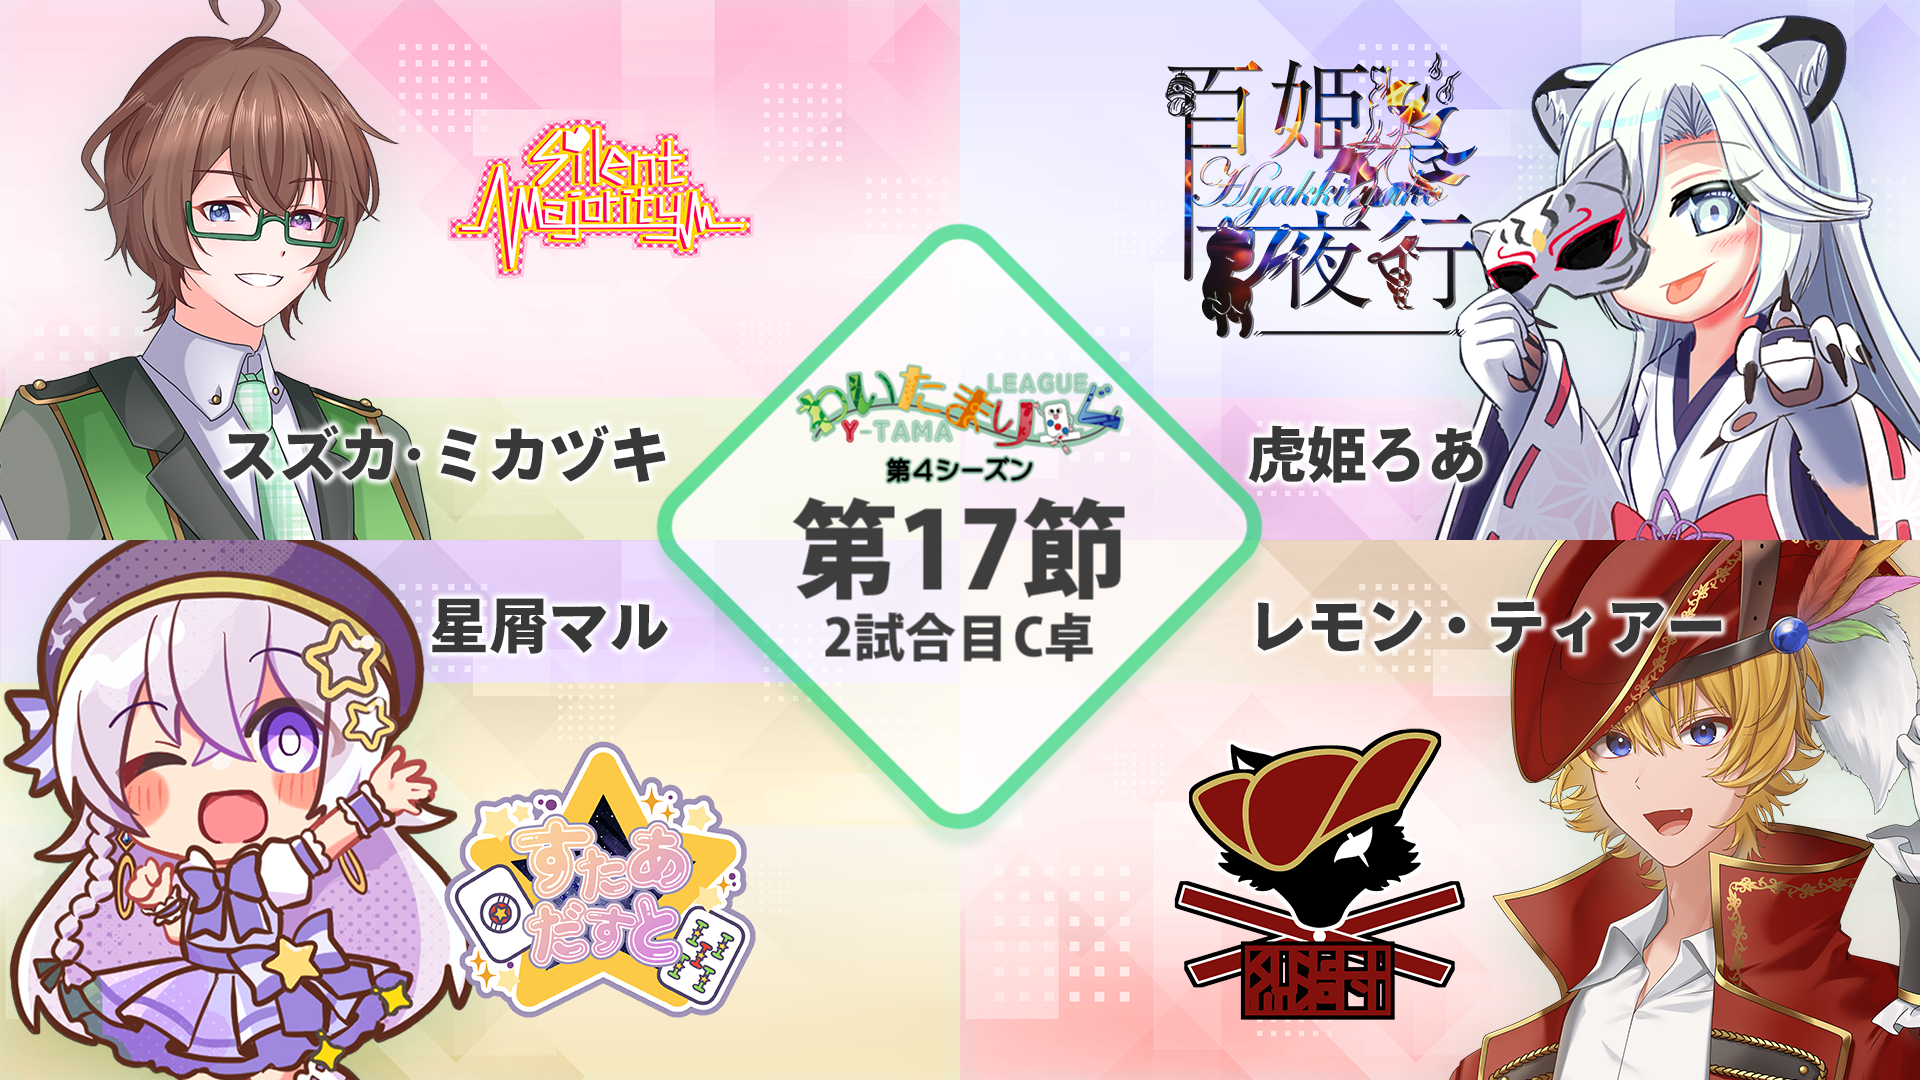 Silent
Majority
スズカ・ミカヅキ
百姫
Hyakkiyako
夜行
虎姫ろあ
わいたまりーぐ
LEAGUE
Y-TAMA
第4シーズン
第17節
2試合目 C卓
星屑マル
すたあ
だすと
レモン・ティアー